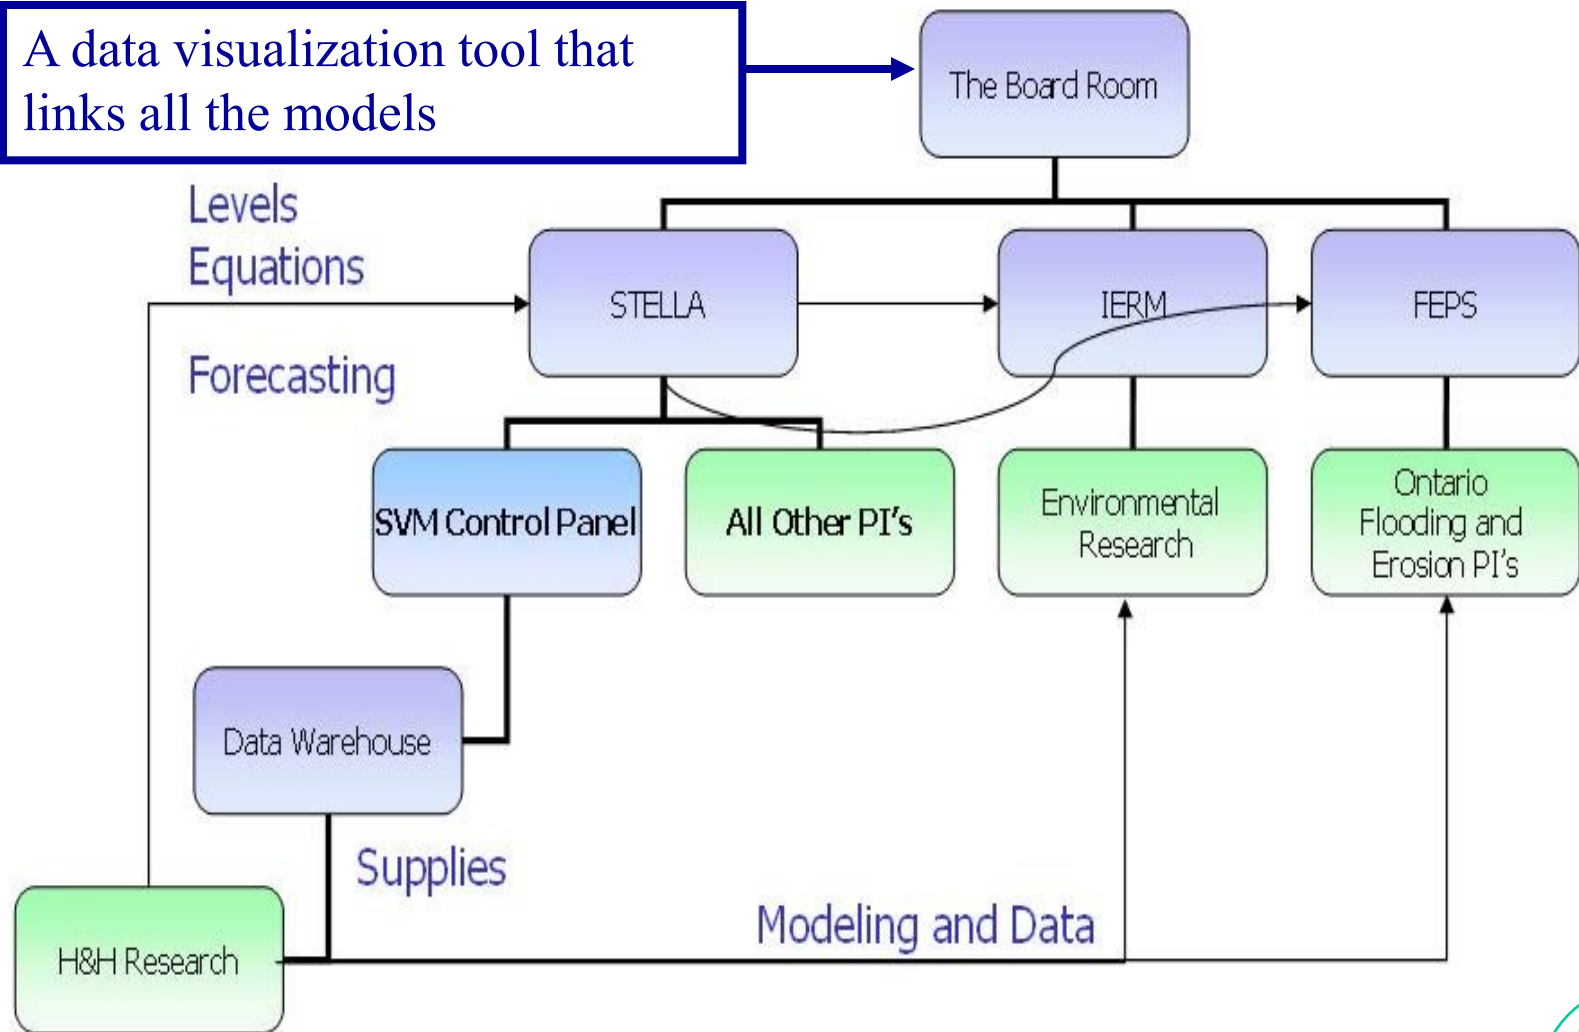 A data visualization tool that
links all the models
The Board Room
Levels
Equations
STELLA
IERM
FEPS
Forecasting
SVM Control Panel
All Other PI's
Environmental
Research
Ontario
Flooding and
Erosion PI's
Data Warehouse
Supplies
Modeling and Data
H&H Research